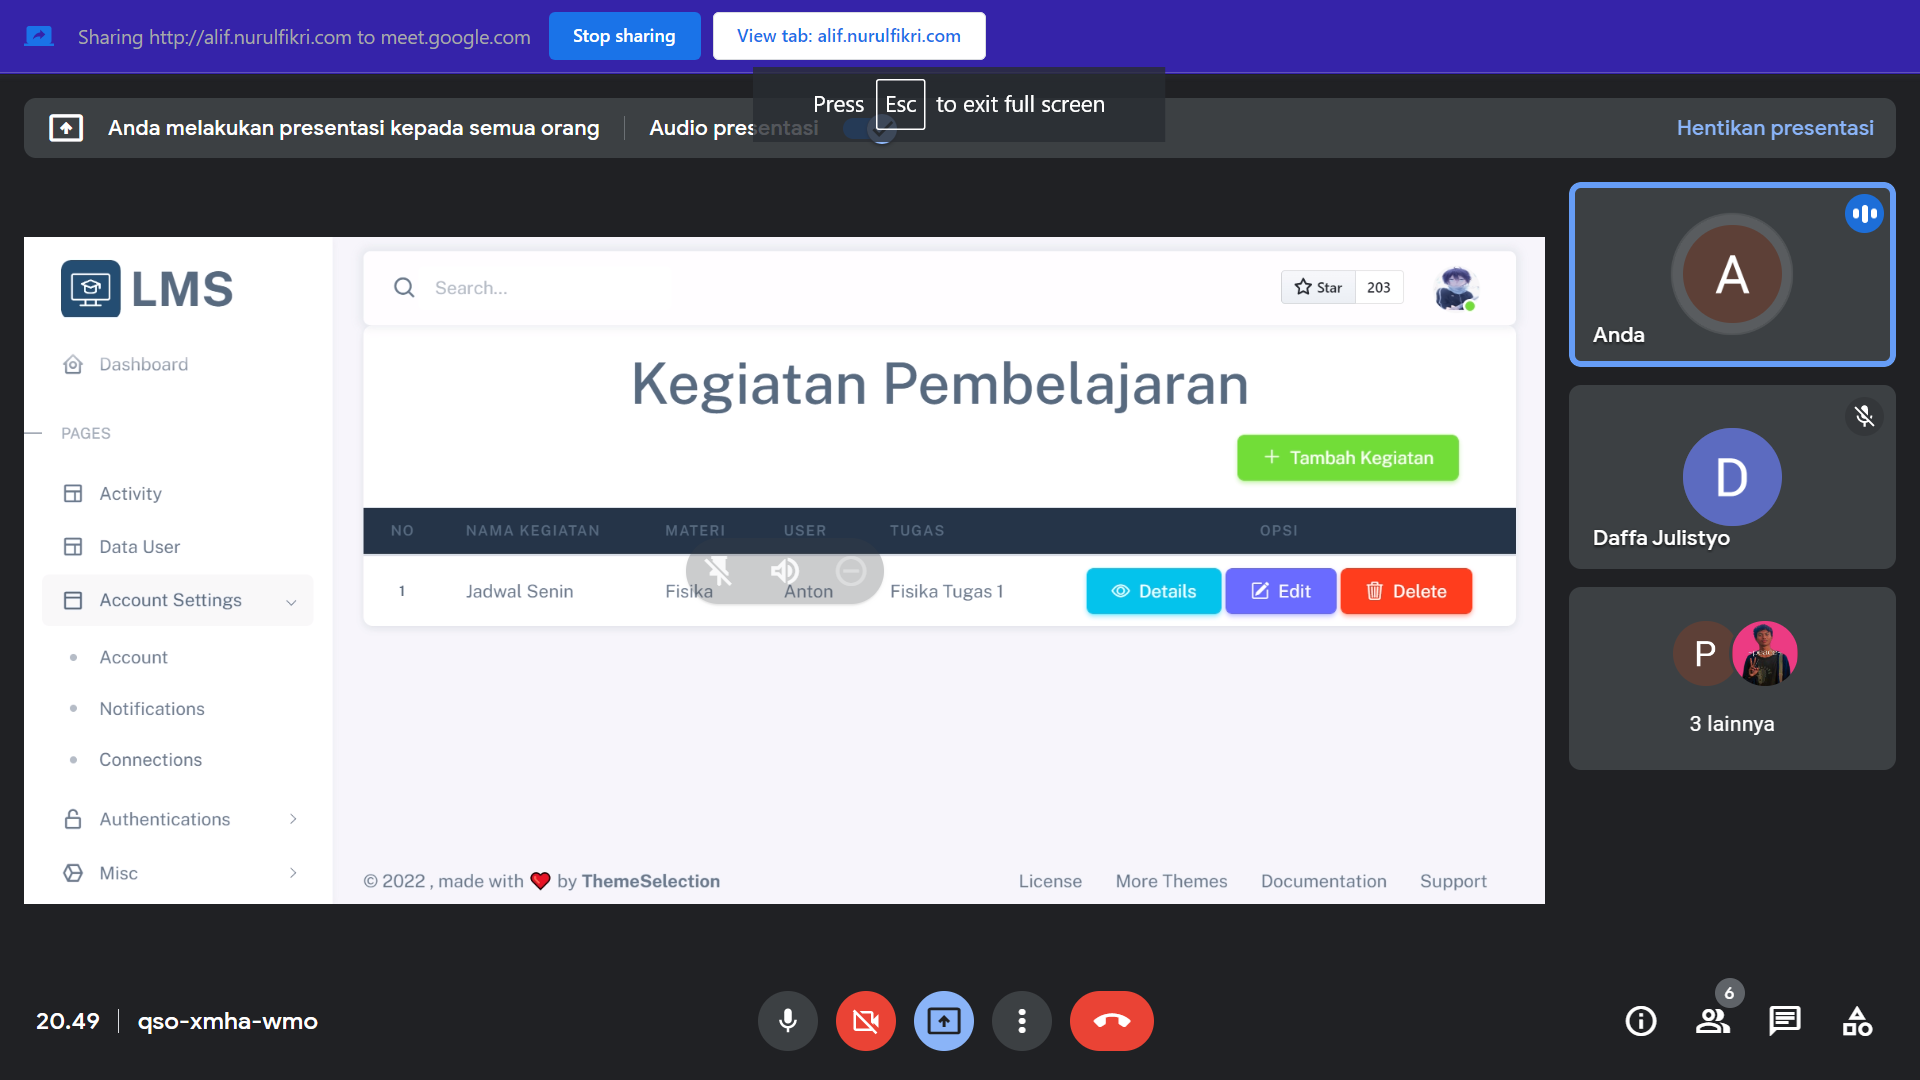 Sharing http://alif.nurulfikri.com to meet.google.com
Stop sharing
View tab: alif.nurulfikri.com
Press Esc to exit full screen
Anda melakukan presentasi kepada semua orang
Audio presentasi
Hentikan presentasi
LMS
Search...
Star
203
Dashboard
PAGES
Activity
Data User
Account Settings
Account
Notifications
Connections
Authentications
Misc
Kegiatan Pembelajaran
+ Tambah Kegiatan
NO NAMA KEGIATAN MATERI USER TUGAS OPSI
1 Jadwal Senin Fisika Anton Fisika Tugas 1 Details Edit Delete
© 2022 , made with ❤️ by ThemeSelection
License More Themes Documentation Support
A
Anda
D
Daffa Julistyo
P
3 lainnya
20.49
qso-xmha-wmo
6